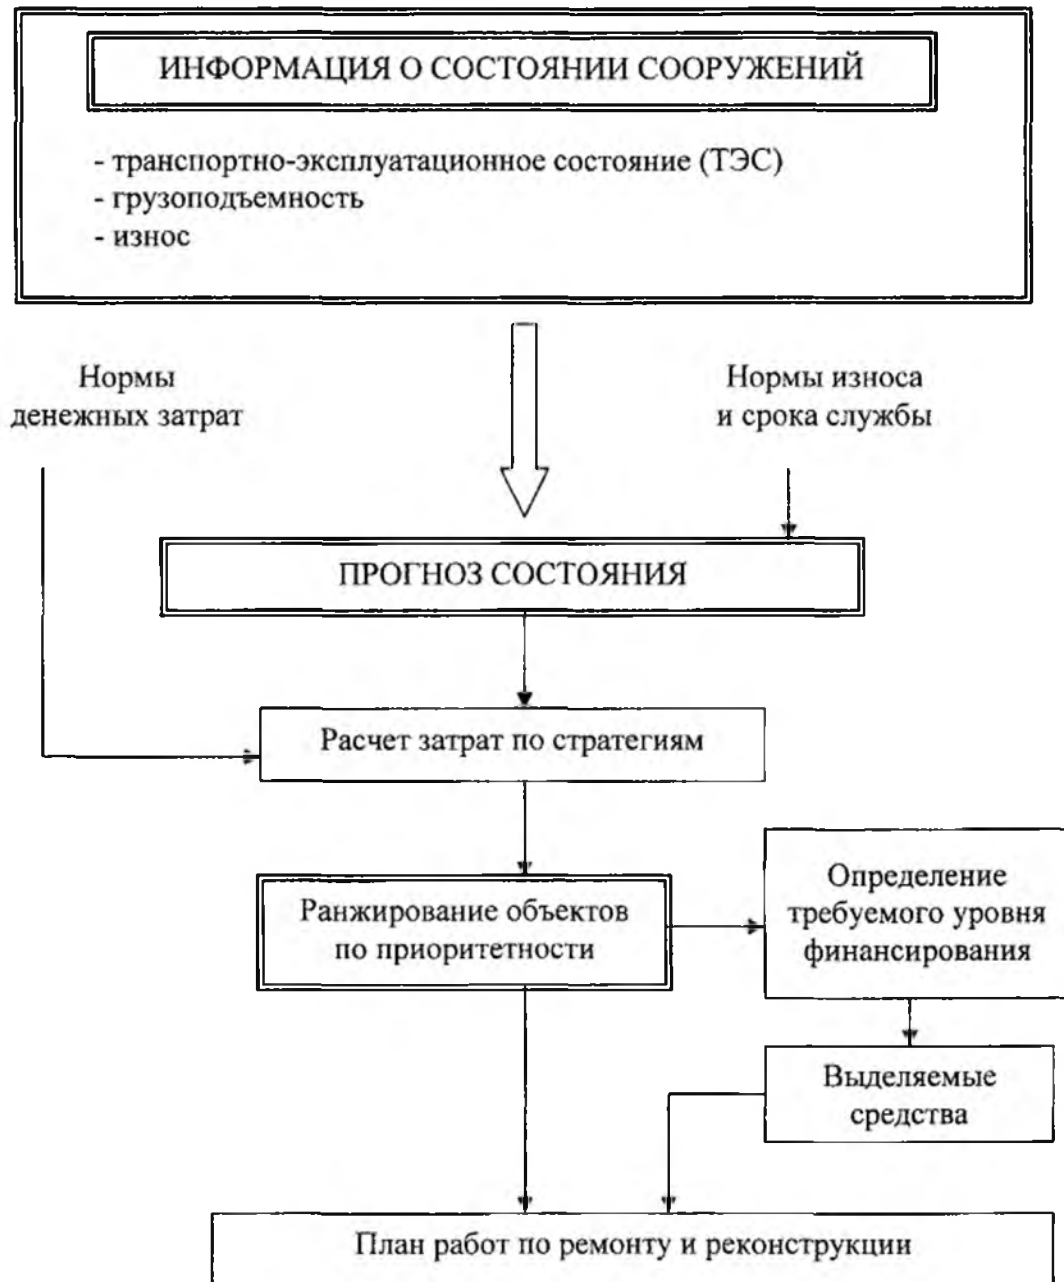 ИНФОРМАЦИЯ О СОСТОЯНИИ СООРУЖЕНИЙ
- транспортно-эксплуатационное состояние (ТЭС)
- грузоподъемность
- износ
Нормы
денежных затрат
Нормы износа
и срока службы
ПРОГНОЗ СОСТОЯНИЯ
Расчет затрат по стратегиям
Ранжирование объектов
по приоритетности
Определение
требуемого уровня
финансирования
Выделяемые
средства
План работ по ремонту и реконструкции